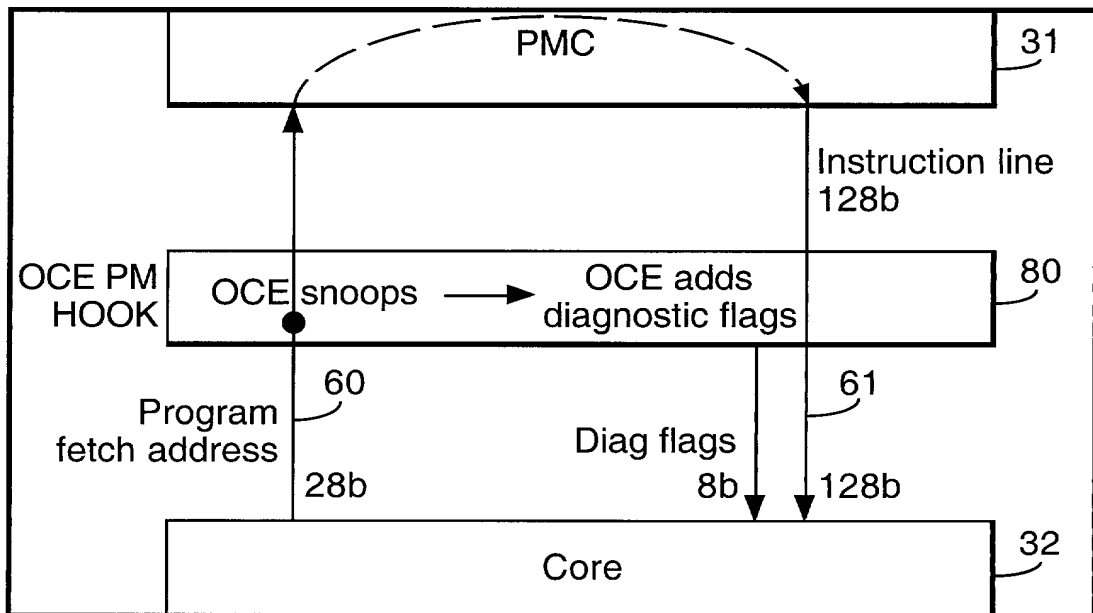 PMC
31
Instruction line
128b
OCE PM
HOOK
OCE snoops
OCE adds
diagnostic flags
80
60
61
Program
fetch address
28b
Diag flags
8b
128b
Core
32